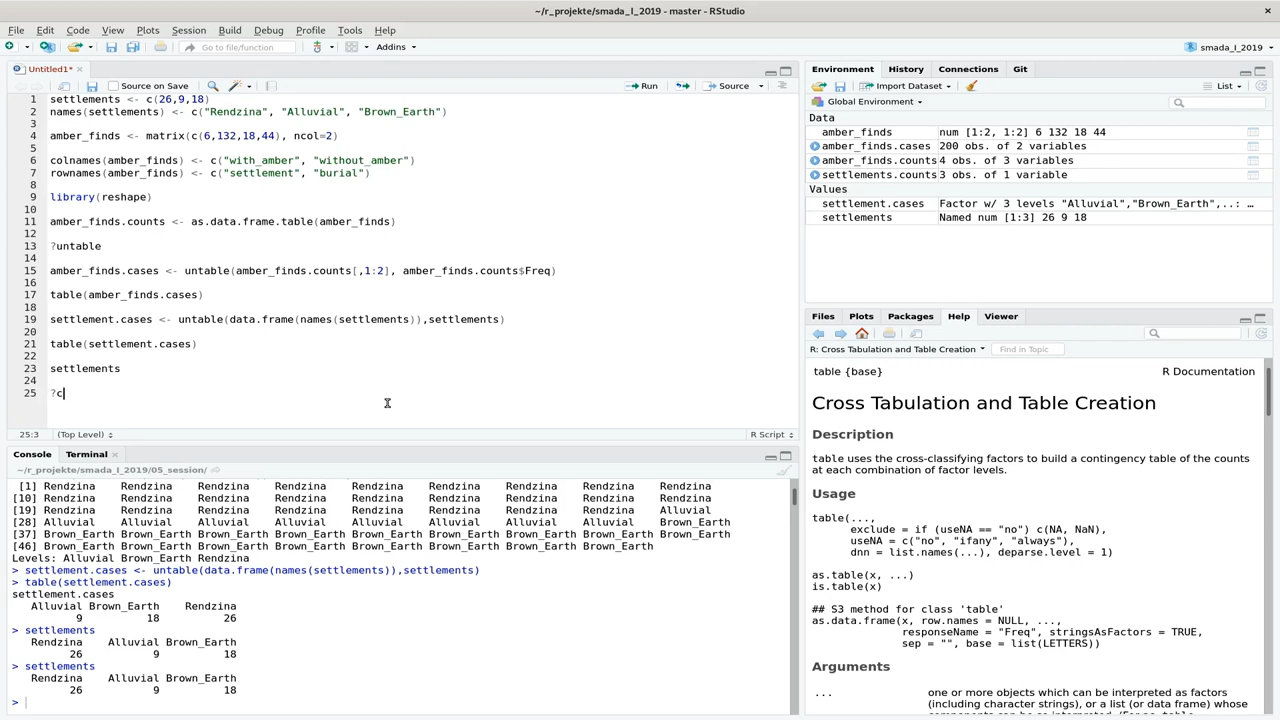 ~/r_projekte/smada_I_2019 - master - RStudio
File Edit Code View Plots Session Build Debug Profile Tools Help
Go to file/function Addins smada_I_2019
Untitled1*
Source on Save Run Source
1 settlements <- c(26,9,18)
2 names(settlements) <- c("Rendzina", "Alluvial", "Brown_Earth")
3
4 amber_finds <- matrix(c(6,132,18,44), ncol=2)
5
6 colnames(amber_finds) <- c("with_amber", "without_amber")
7 rownames(amber_finds) <- c("settlement", "burial")
8
9 library(reshape)
10
11 amber_finds.counts <- as.data.frame.table(amber_finds)
12
13 ?untable
14
15 amber_finds.cases <- untable(amber_finds.counts[,1:2], amber_finds.counts$Freq)
16
17 table(amber_finds.cases)
18
19 settlement.cases <- untable(data.frame(names(settlements)),settlements)
20
21 table(settlement.cases)
22
23 settlements
24
25 ?c
25:3 (Top Level) R Script
Console Terminal
~/r_projekte/smada_I_2019/05_session/
[1] Rendzina Rendzina Rendzina Rendzina Rendzina Rendzina Rendzina Rendzina Rendzina
[10] Rendzina Rendzina Rendzina Rendzina Rendzina Rendzina Rendzina Rendzina Rendzina
[19] Rendzina Rendzina Rendzina Rendzina Rendzina Rendzina Rendzina Rendzina Alluvial
[28] Alluvial Alluvial Alluvial Alluvial Alluvial Alluvial Alluvial Alluvial Brown_Earth
[37] Brown_Earth Brown_Earth Brown_Earth Brown_Earth Brown_Earth Brown_Earth Brown_Earth Brown_Earth Brown_Earth
[46] Brown_Earth Brown_Earth Brown_Earth Brown_Earth Brown_Earth Brown_Earth Brown_Earth Brown_Earth
Levels: Alluvial Brown_Earth Rendzina
> settlement.cases <- untable(data.frame(names(settlements)),settlements)
> table(settlement.cases)
settlement.cases
Alluvial Brown_Earth Rendzina
9 18 26
> settlements
Rendzina Alluvial Brown_Earth
26 9 18
> settlements
Rendzina Alluvial Brown_Earth
26 9 18
>
Environment History Connections Git
Import Dataset List
Global Environment
Data
amber_finds num [1:2, 1:2] 6 132 18 44
amber_finds.cases 200 obs. of 2 variables
amber_finds.counts 4 obs. of 3 variables
settlements.counts 3 obs. of 1 variable
Values
settlement.cases Factor w/ 3 levels "Alluvial","Brown_Earth",..: …
settlements Named num [1:3] 26 9 18
Files Plots Packages Help Viewer
R: Cross Tabulation and Table Creation Find in Topic
table {base} R Documentation
Cross Tabulation and Table Creation
Description
table uses the cross-classifying factors to build a contingency table of the counts
at each combination of factor levels.
Usage
table(...,
exclude = if (useNA == "no") c(NA, NaN),
useNA = c("no", "ifany", "always"),
dnn = list.names(...), deparse.level = 1)
as.table(x, ...)
is.table(x)
## S3 method for class 'table'
as.data.frame(x, row.names = NULL, ...,
responseName = "Freq", stringsAsFactors = TRUE,
sep = "", base = list(LETTERS))
Arguments
... one or more objects which can be interpreted as factors
(including character strings), or a list (or data frame) whose